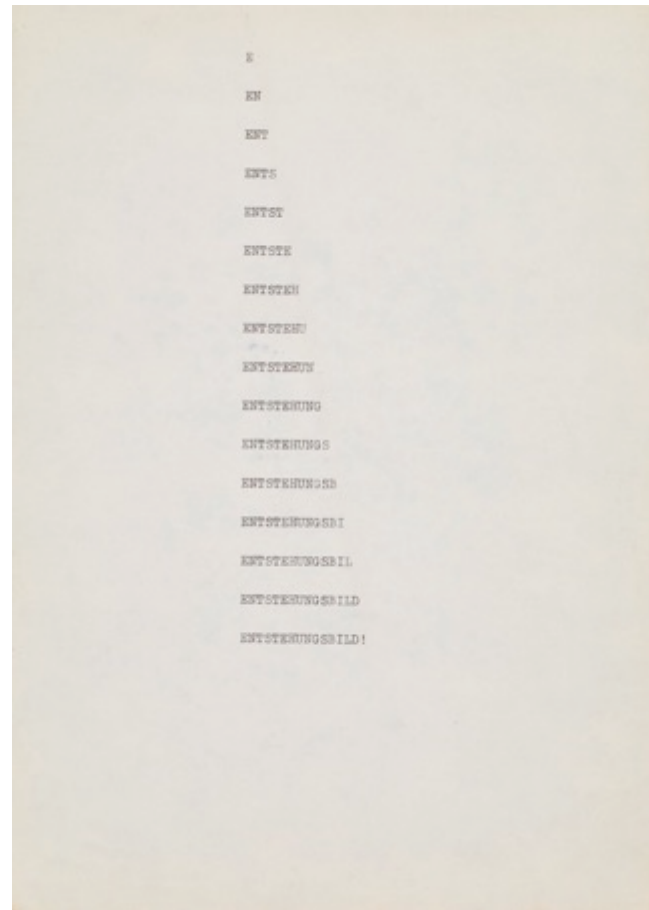 E
EN
ENT
ENTS
ENTST
ENTSTE
ENTSTEH
ENTSTEHU
ENTSTEHUN
ENTSTEHUNG
ENTSTEHUNGS
ENTSTEHUNGSB
ENTSTEHUNGSBI
ENTSTEHUNGSBIL
ENTSTEHUNGSBILD
ENTSTEHUNGSBILD!